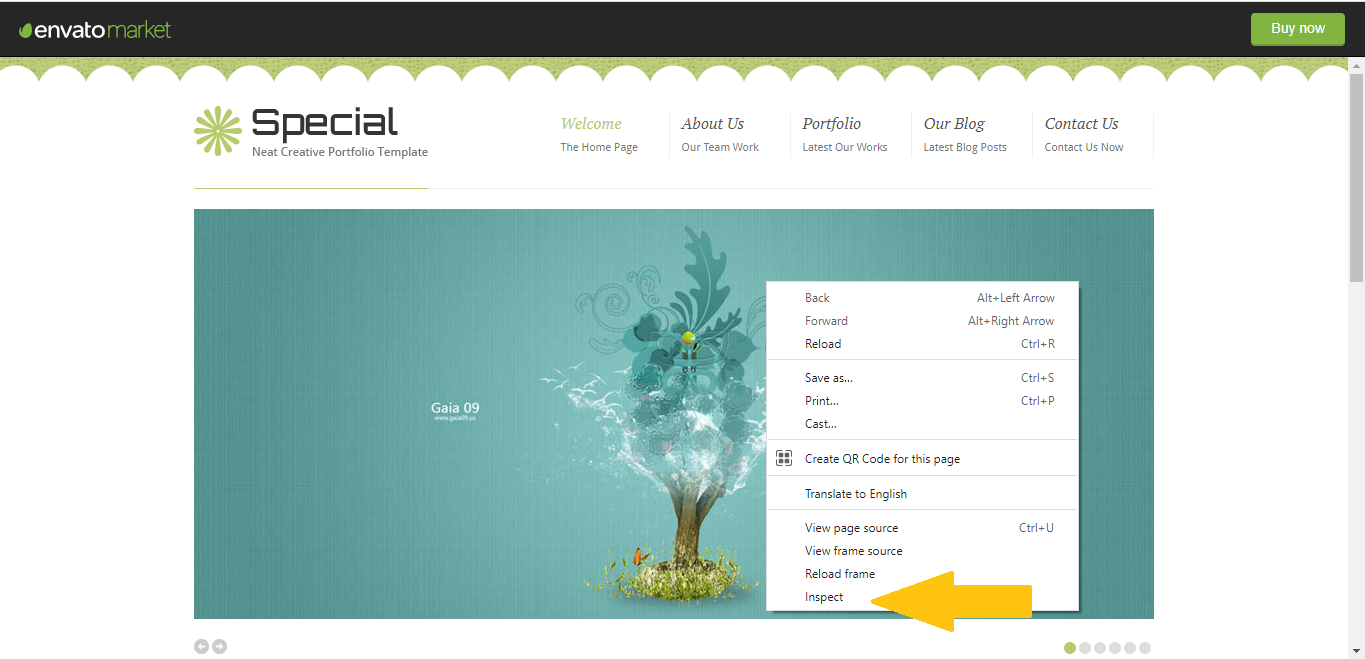 envatomarket
Buy now
Special
Neat Creative Portfolio Template
Welcome
The Home Page
About Us
Our Team Work
Portfolio
Latest Our Works
Our Blog
Latest Blog Posts
Contact Us
Contact Us Now
Gaia 09
www.gaia09.us
Back Alt+Left Arrow
Forward Alt+Right Arrow
Reload Ctrl+R
Save as... Ctrl+S
Print... Ctrl+P
Cast...
Create QR Code for this page
Translate to English
View page source Ctrl+U
View frame source
Reload frame
Inspect